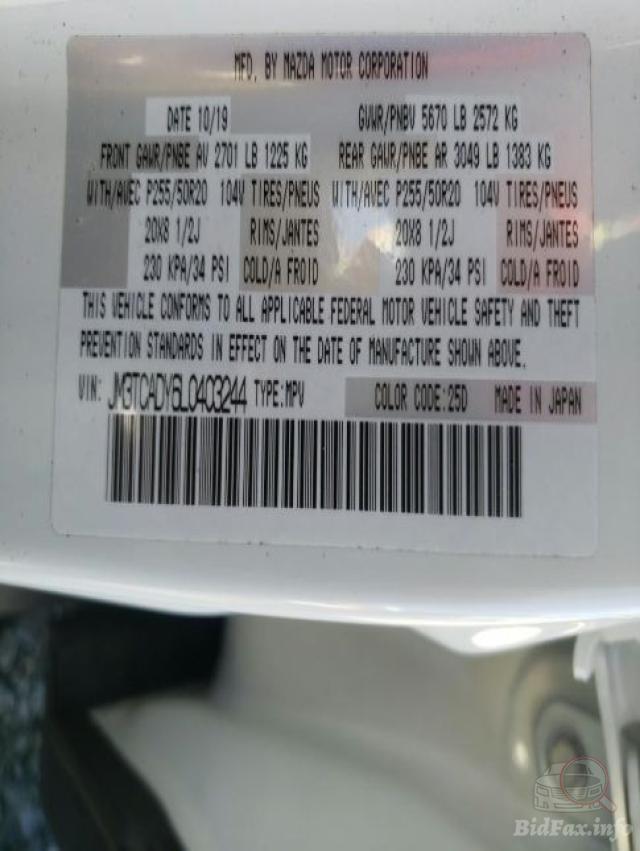 MFD. BY MAZDA MOTOR CORPORATION
DATE 10/19 GVWR/PNBV 5670 LB 2572 KG
FRONT GAWR/PNBE AV 2701 LB 1225 KG REAR GAWR/PNBE AR 3049 LB 1383 KG
WITH/AVEC P255/50R20 104V TIRES/PNEUS WITH/AVEC P255/50R20 104V TIRES/PNEUS
20X8 1/2J RIMS/JANTES 20X8 1/2J RIMS/JANTES
230 KPA/34 PSI COLD/A FROID 230 KPA/34 PSI COLD/A FROID
THIS VEHICLE CONFORMS TO ALL APPLICABLE FEDERAL MOTOR VEHICLE SAFETY AND THEFT
PREVENTION STANDARDS IN EFFECT ON THE DATE OF MANUFACTURE SHOWN ABOVE.
VIN: JM3TCADY6L0403244 TYPE:MPV COLOR CODE:25D MADE IN JAPAN
BidFax.info